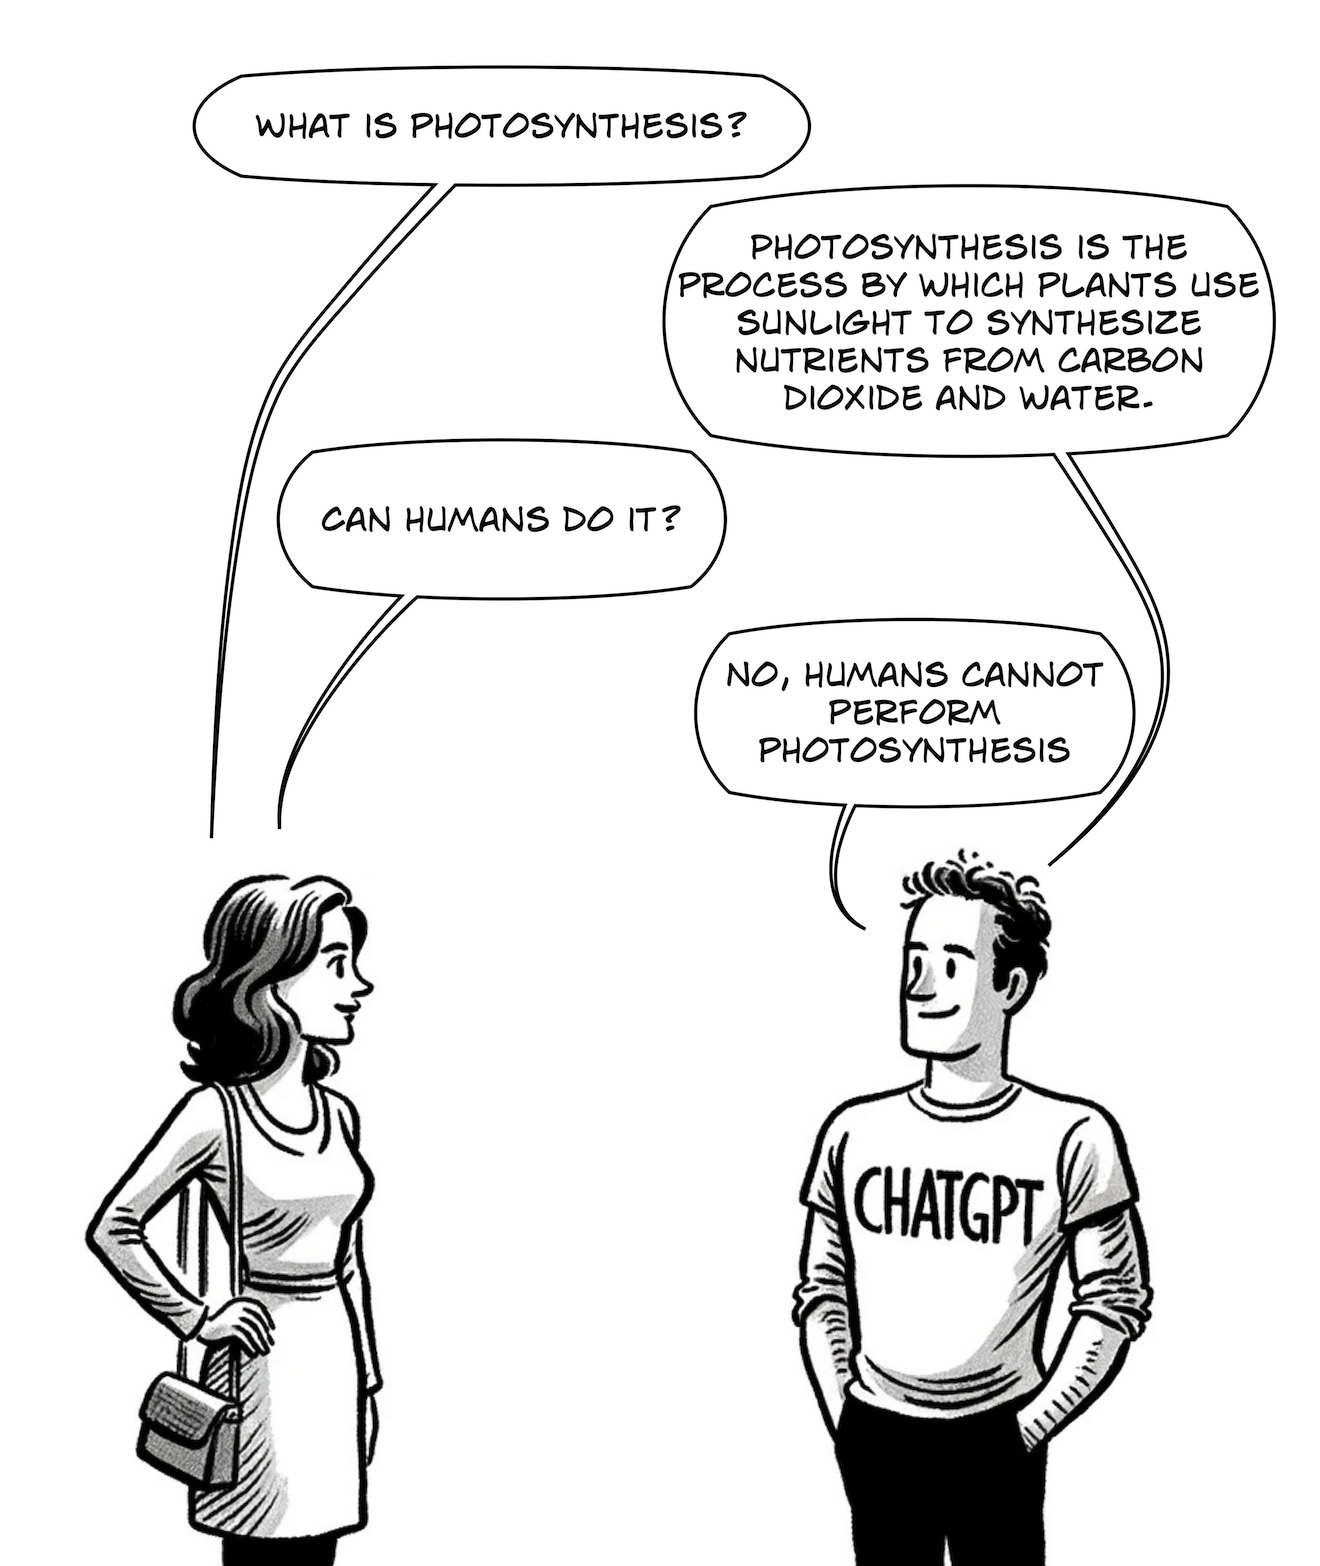 WHAT IS PHOTOSYNTHESIS?
PHOTOSYNTHESIS IS THE
PROCESS BY WHICH PLANTS USE
SUNLIGHT TO SYNTHESIZE
NUTRIENTS FROM CARBON
DIOXIDE AND WATER.
CAN HUMANS DO IT?
NO, HUMANS CANNOT
PERFORM
PHOTOSYNTHESIS
CHATGPT